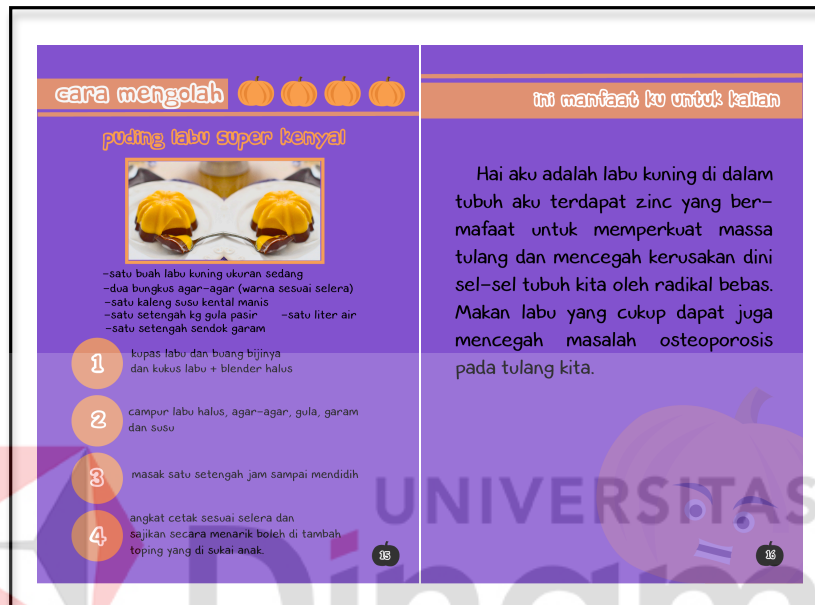 cara mengolah
puding labu super kenyal
-satu buah labu kuning ukuran sedang
-dua bungkus agar-agar (warna sesuai selera)
-satu kaleng susu kental manis
-satu setengah kg gula pasir -satu liter air
-satu setengah sendok garam
1
kupas labu dan buang bijinya
dan kukus labu + blender halus
2
campur labu halus, agar-agar, gula, garam
dan susu
3
masak satu setengah jam sampai mendidih
4
angkat cetak sesuai selera dan
sajikan secara menarik boleh di tambah
toping yang di sukai anak.
15
ini manfaat ku untuk kalian
Hai aku adalah labu kuning di dalam
tubuh aku terdapat zinc yang ber-
mafaat untuk memperkuat massa
tulang dan mencegah kerusakan dini
sel-sel tubuh kita oleh radikal bebas.
Makan labu yang cukup dapat juga
mencegah masalah osteoporosis
pada tulang kita.
16
UNIVERSITAS